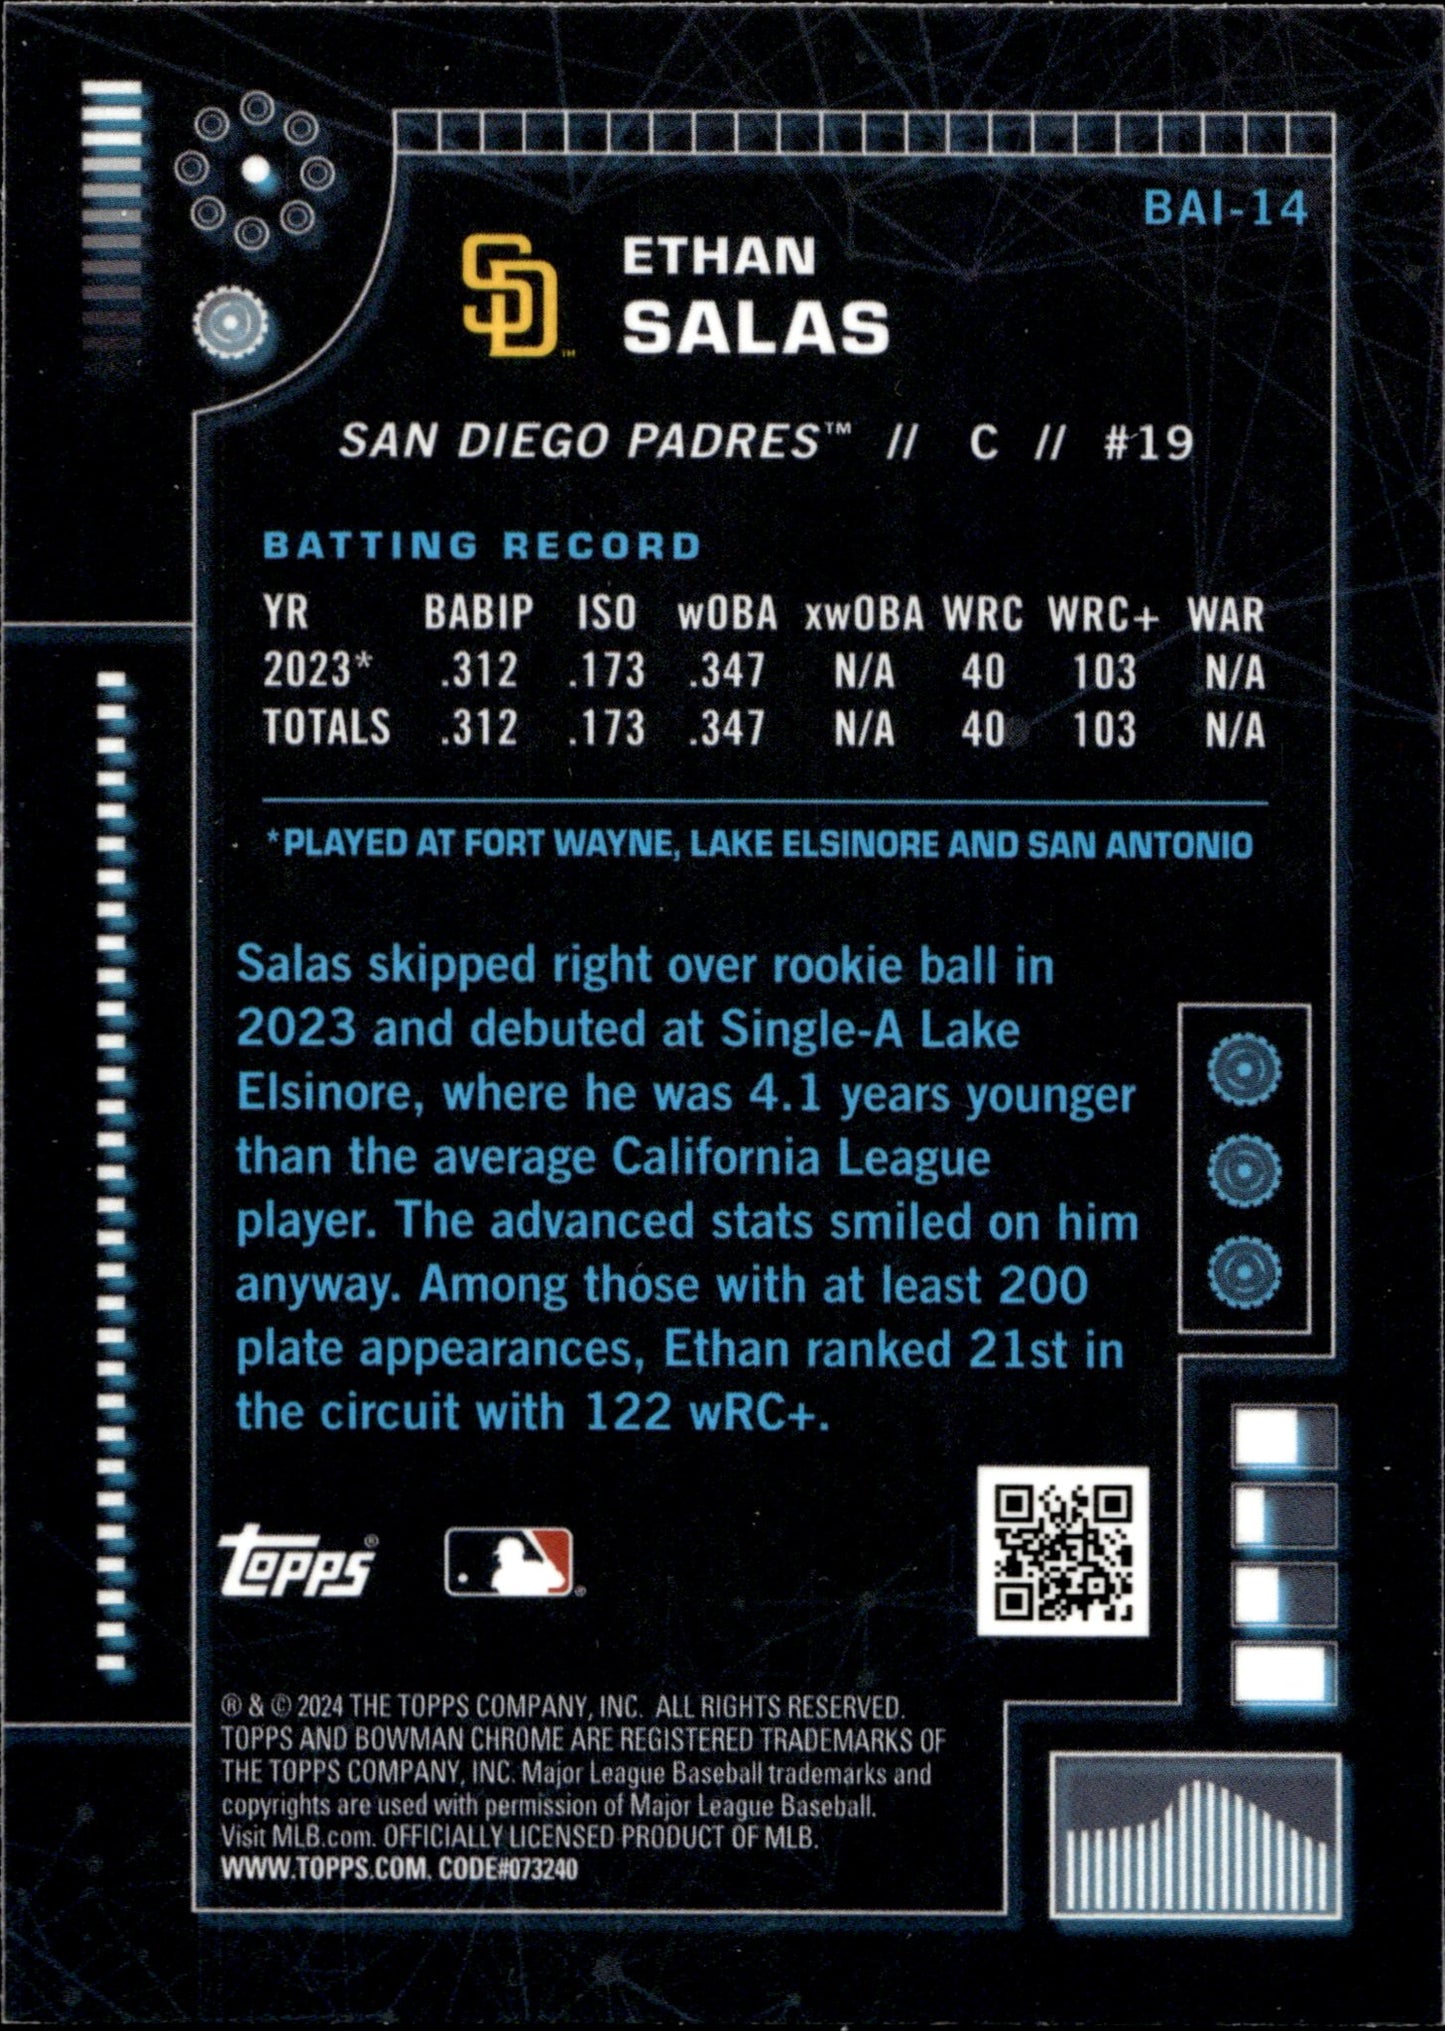 BAI-14
SD™
ETHAN
SALAS
SAN DIEGO PADRES™ // C // #19
BATTING RECORD
YR BABIP ISO wOBA xwOBA WRC WRC+ WAR
2023* .312 .173 .347 N/A 40 103 N/A
TOTALS .312 .173 .347 N/A 40 103 N/A
*PLAYED AT FORT WAYNE, LAKE ELSINORE AND SAN ANTONIO
Salas skipped right over rookie ball in
2023 and debuted at Single-A Lake
Elsinore, where he was 4.1 years younger
than the average California League
player. The advanced stats smiled on him
anyway. Among those with at least 200
plate appearances, Ethan ranked 21st in
the circuit with 122 wRC+.
Topps®
®
® & © 2024 THE TOPPS COMPANY, INC. ALL RIGHTS RESERVED.
TOPPS AND BOWMAN CHROME ARE REGISTERED TRADEMARKS OF
THE TOPPS COMPANY, INC. Major League Baseball trademarks and
copyrights are used with permission of Major League Baseball.
Visit MLB.com. OFFICIALLY LICENSED PRODUCT OF MLB.
WWW.TOPPS.COM. CODE#073240